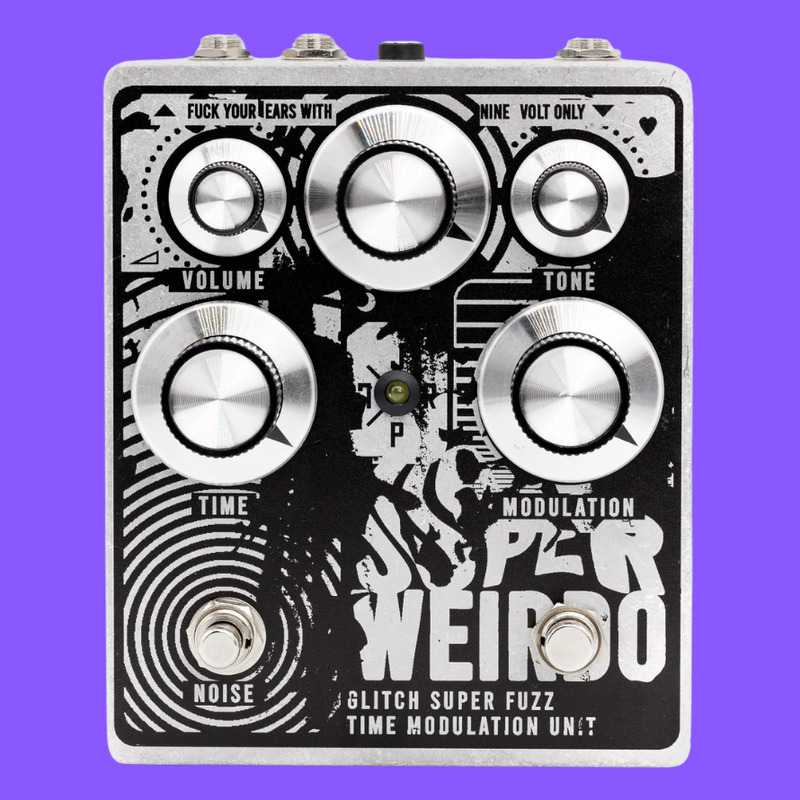 FUCK YOUR EARS WITH
NINE VOLT ONLY
VOLUME
TONE
P
TIME
MODULATION
SUPER
WEIRDO
NOISE
GLITCH SUPER FUZZ
TIME MODULATION UNIT